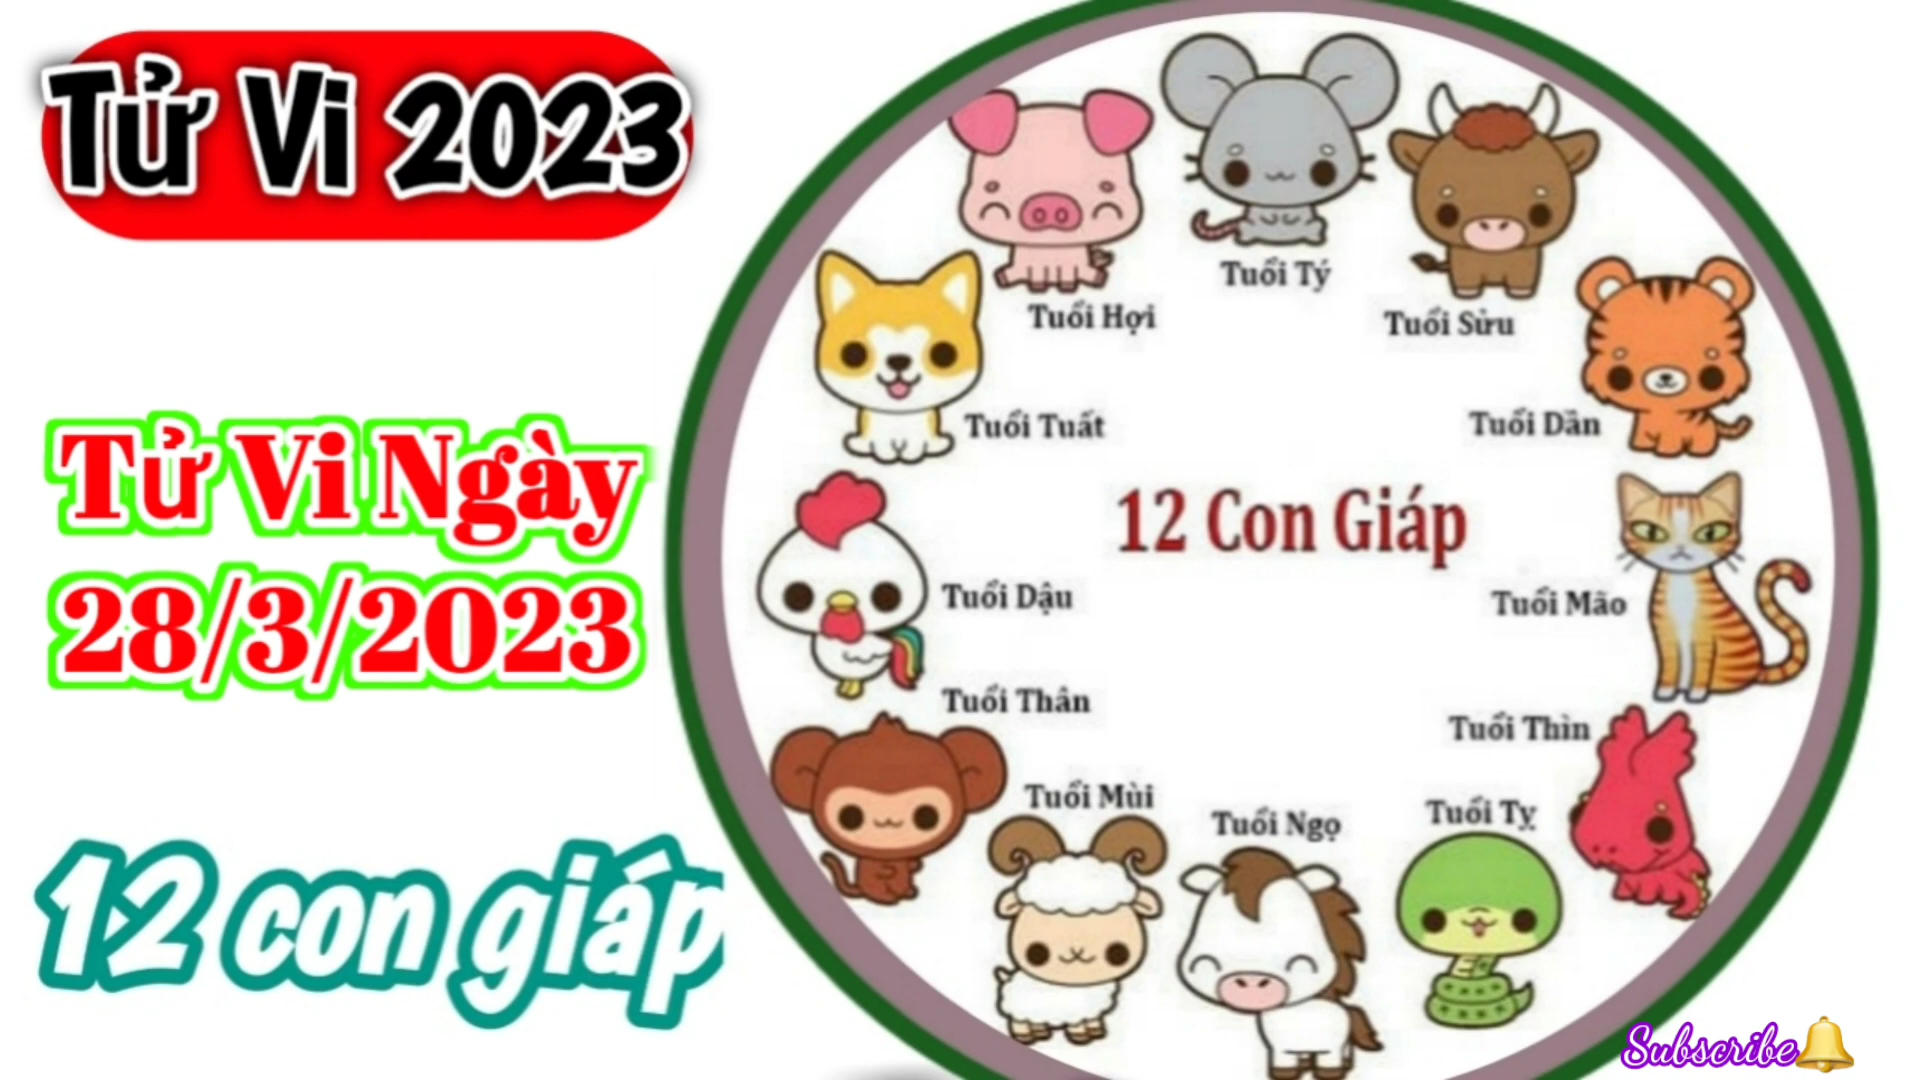 Tử Vi 2023
Tử Vi Ngày
28/3/2023
12 con giáp
Tuổi Tý
Tuổi Hợi
Tuổi Sửu
Tuổi Tuất
Tuổi Dần
12 Con Giáp
Tuổi Dậu
Tuổi Mão
Tuổi Thân
Tuổi Thìn
Tuổi Mùi
Tuổi Ngọ
Tuổi Tỵ
Subscribe